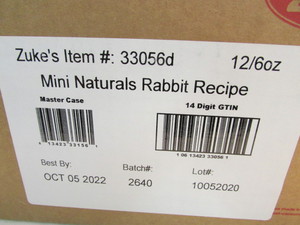 Zuke's Item #: 33056d 12/6oz
Mini Naturals Rabbit Recipe
Master Case 14 Digit GTIN
Best By: Batch#: Lot#:
OCT 05 2022 2640 10052020